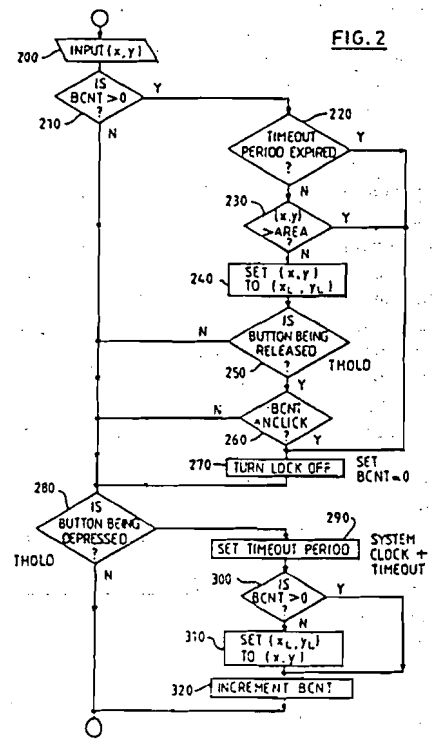 FIG. 2
200
INPUT (x,y)
IS
BCNT > 0
?
210
Y
N
220
TIMEOUT
PERIOD EXPIRED
?
Y
N
230
(x,y)
> AREA
?
Y
N
240
SET (x,y)
TO (xL, yL)
IS
BUTTON BEING
RELEASED
?
N
250
THOLD
Y
BCNT
=NCLICK
?
N
260
Y
270
TURN LOCK OFF
SET
BCNT=0
280
IS
BUTTON BEING
DEPRESSED
?
THOLD
N
290
SET TIMEOUT PERIOD
SYSTEM
CLOCK +
TIMEOUT
300
IS
BCNT > 0
?
Y
N
310
SET (xL, yL)
TO (x,y)
320
INCREMENT BCNT